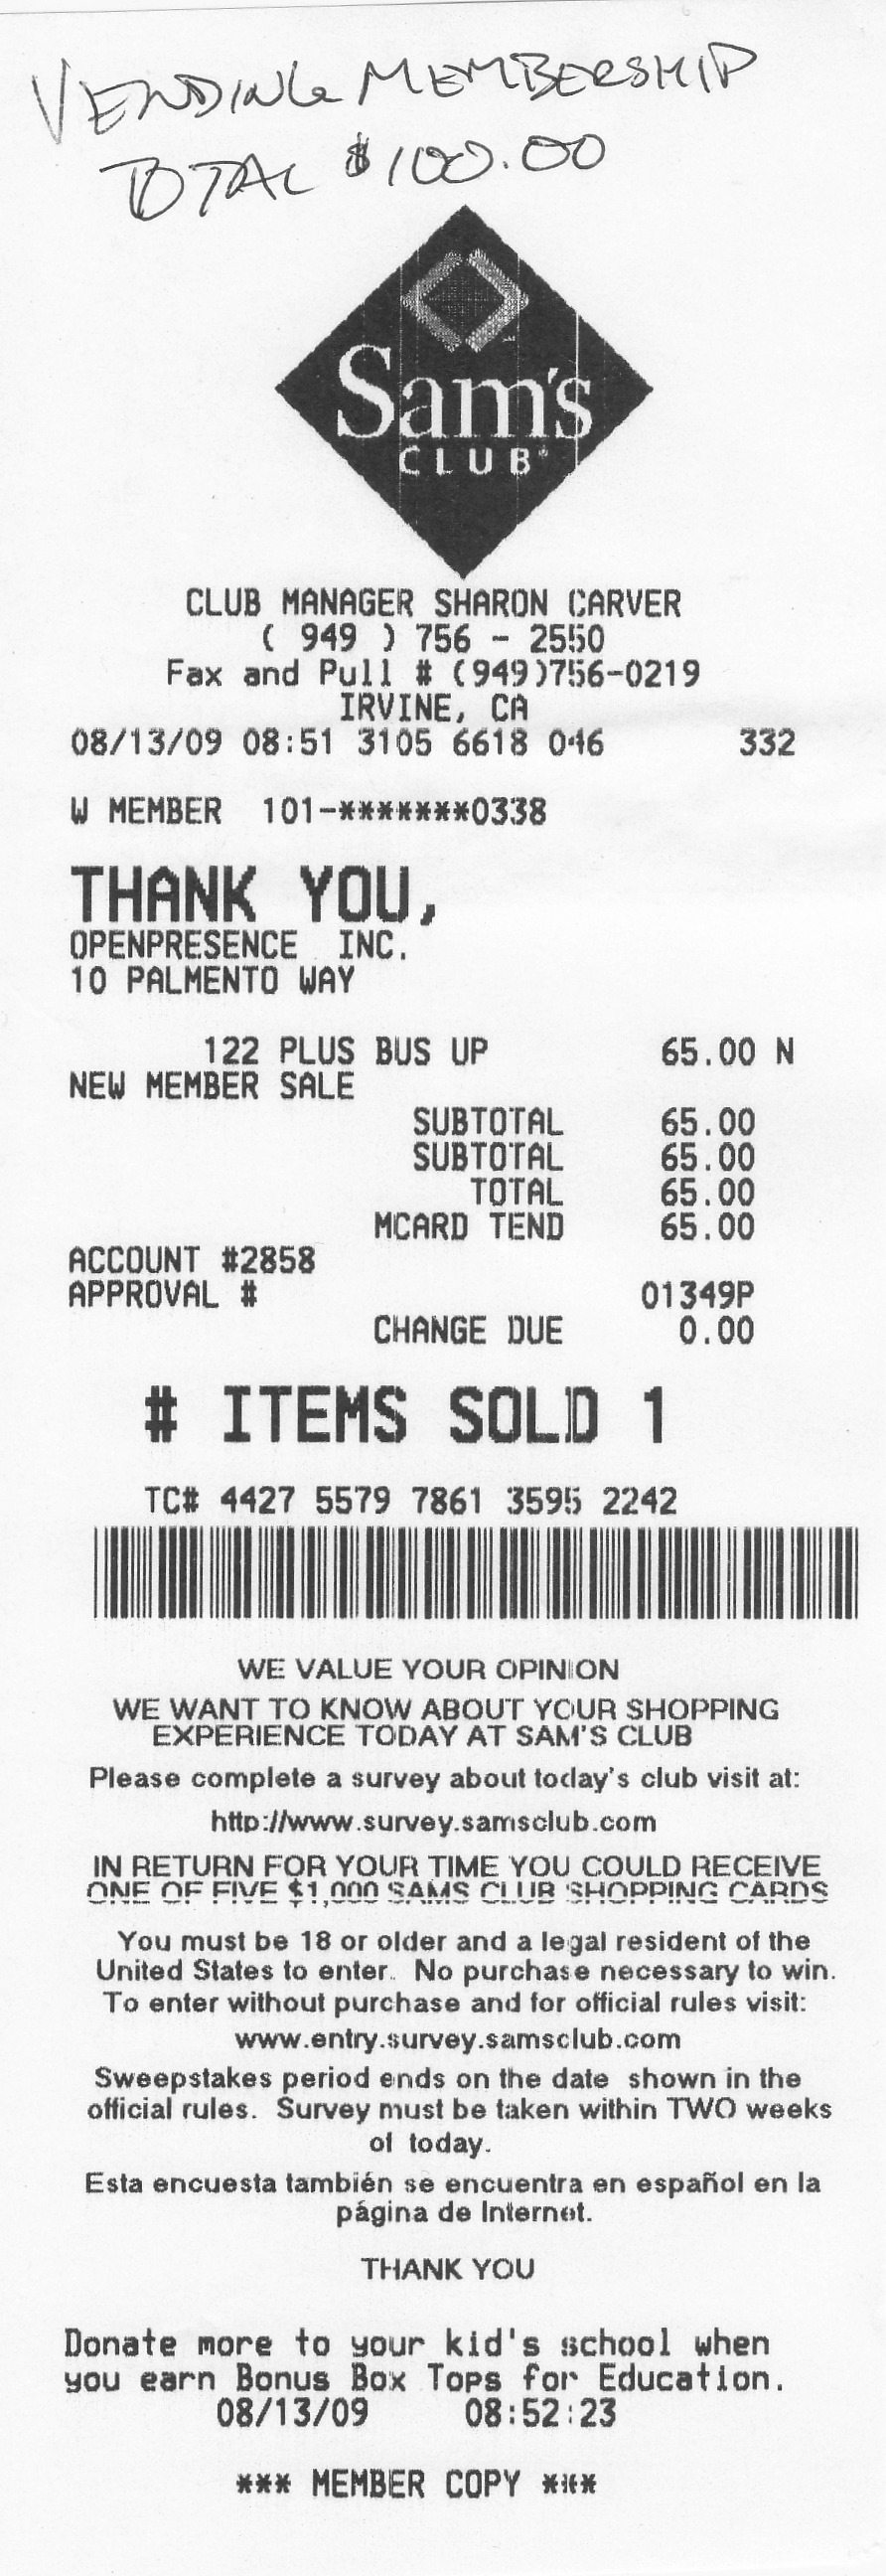 VENDING MEMBERSHIP
TOTAL $100.00
Sam's
CLUB®
CLUB MANAGER SHARON CARVER
( 949 ) 756 - 2550
Fax and Pull # (949)756-0219
IRVINE, CA
08/13/09 08:51 3105 6618 046 332
W MEMBER 101-*******0338
THANK YOU,
OPENPRESENCE INC.
10 PALMENTO WAY
122 PLUS BUS UP 65.00 N
NEW MEMBER SALE
SUBTOTAL 65.00
SUBTOTAL 65.00
TOTAL 65.00
MCARD TEND 65.00
ACCOUNT #2858
APPROVAL # 01349P
CHANGE DUE 0.00
# ITEMS SOLD 1
TC# 4427 5579 7861 3595 2242
WE VALUE YOUR OPINION
WE WANT TO KNOW ABOUT YOUR SHOPPING
EXPERIENCE TODAY AT SAM'S CLUB
Please complete a survey about today's club visit at:
http://www.survey.samsclub.com
IN RETURN FOR YOUR TIME YOU COULD RECEIVE
ONE OF FIVE $1,000 SAMS CLUB SHOPPING CARDS
You must be 18 or older and a legal resident of the
United States to enter. No purchase necessary to win.
To enter without purchase and for official rules visit:
www.entry.survey.samsclub.com
Sweepstakes period ends on the date shown in the
official rules. Survey must be taken within TWO weeks
of today.
Esta encuesta también se encuentra en español en la
página de Internet.
THANK YOU
Donate more to your kid's school when
you earn Bonus Box Tops for Education.
08/13/09 08:52:23
*** MEMBER COPY ***